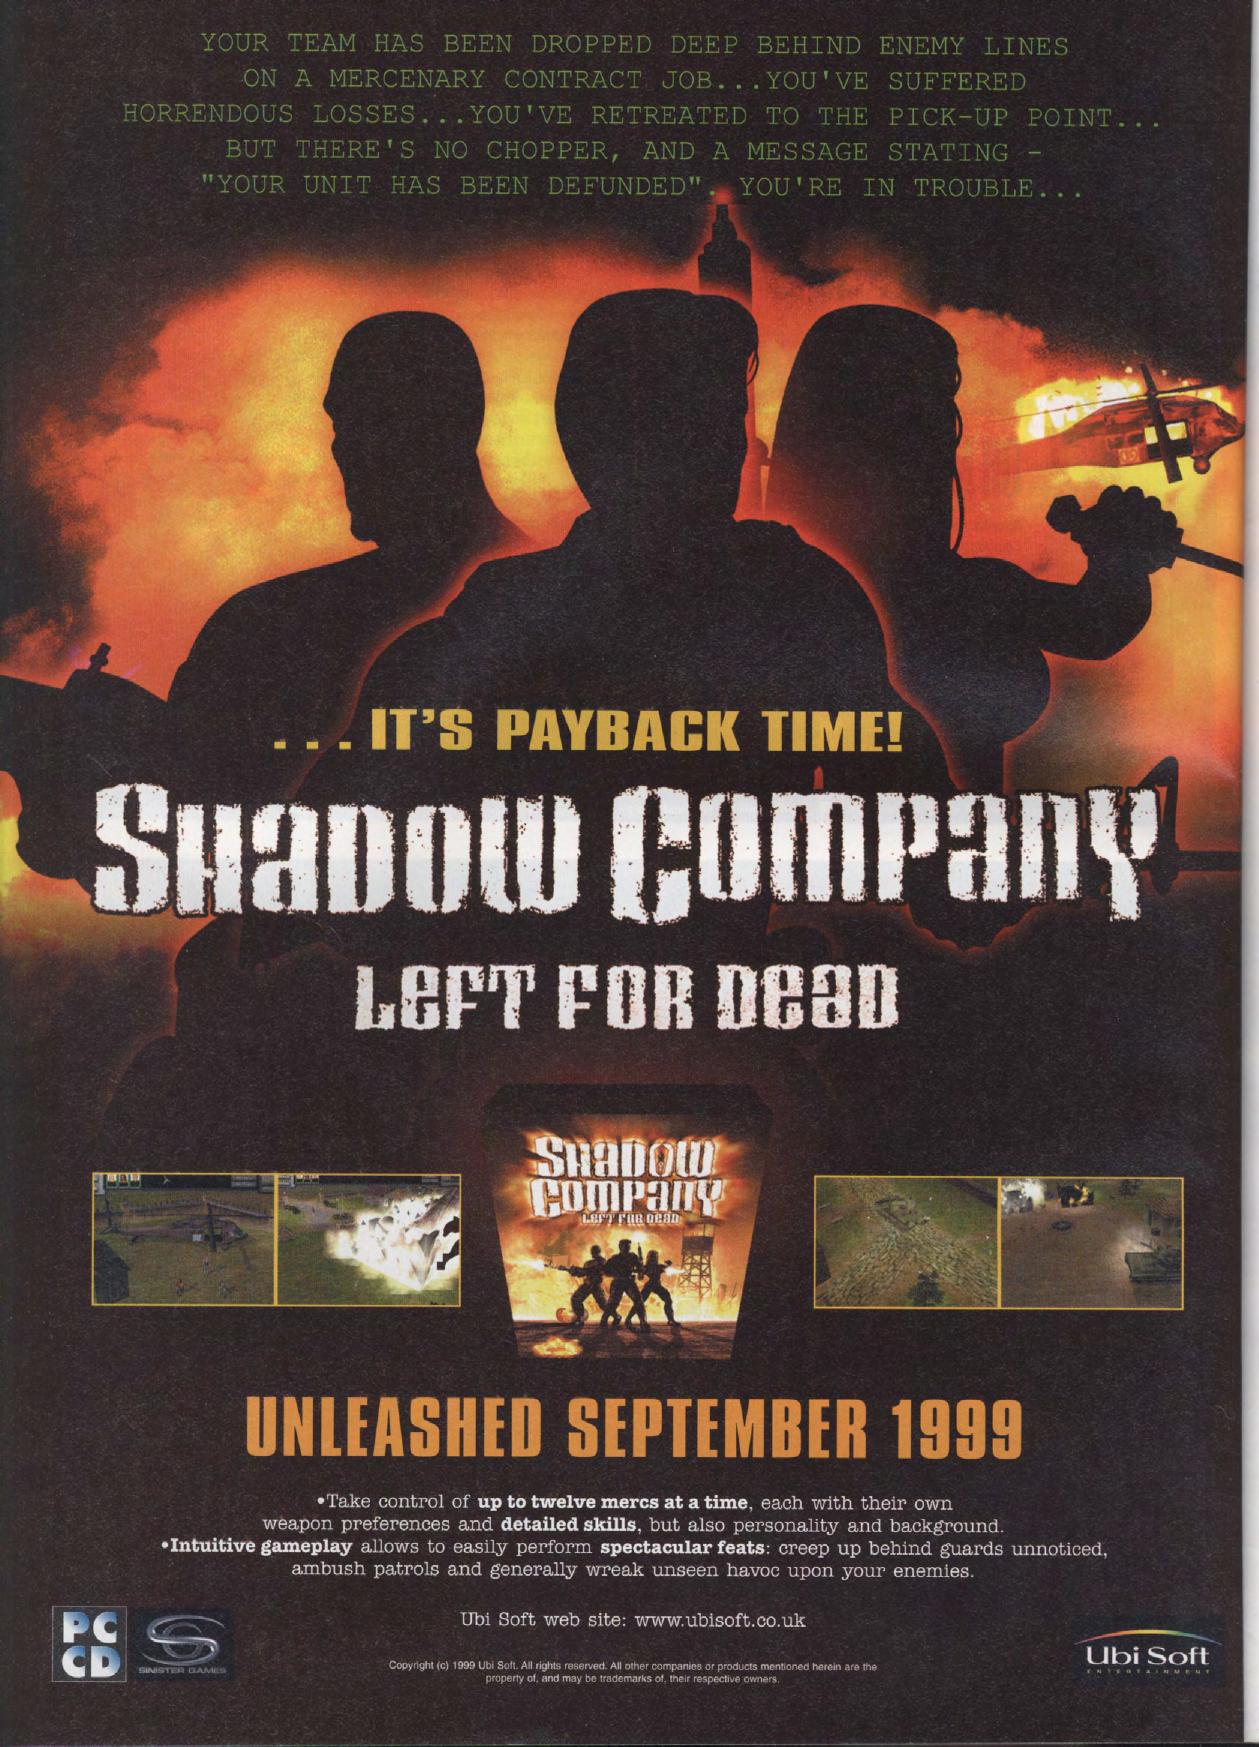 YOUR TEAM HAS BEEN DROPPED DEEP BEHIND ENEMY LINES
ON A MERCENARY CONTRACT JOB...YOU'VE SUFFERED
HORRENDOUS LOSSES...YOU'VE RETREATED TO THE PICK-UP POINT...
BUT THERE'S NO CHOPPER, AND A MESSAGE STATING -
"YOUR UNIT HAS BEEN DEFUNDED". YOU'RE IN TROUBLE...
...IT'S PAYBACK TIME!
SHADOW COMPANY
LEFT FOR DEAD
SHADOW
COMPANY
LEFT FOR DEAD
UNLEASHED SEPTEMBER 1999
•Take control of up to twelve mercs at a time, each with their own
weapon preferences and detailed skills, but also personality and background.
•Intuitive gameplay allows to easily perform spectacular feats: creep up behind guards unnoticed,
ambush patrols and generally wreak unseen havoc upon your enemies.
Ubi Soft web site: www.ubisoft.co.uk
PC
CD
SINISTER GAMES
Copyright (c) 1999 Ubi Soft. All rights reserved. All other companies or products mentioned herein are the
property of, and may be trademarks of, their respective owners.
Ubi Soft
ENTERTAINMENT